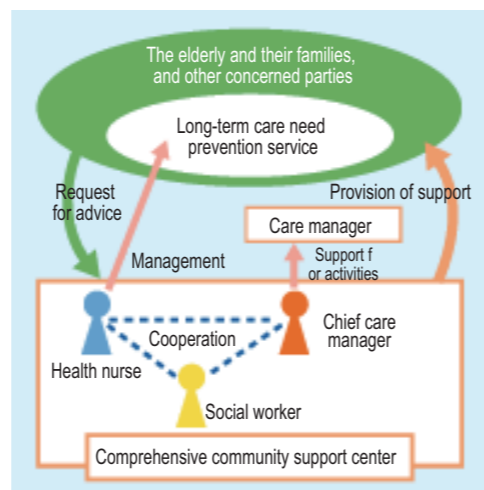 The elderly and their families,
and other concerned parties
Long-term care need
prevention service
Request
for advice
Provision of support
Care manager
Management
Support f
or activities
Cooperation
Chief care
manager
Health nurse
Social worker
Comprehensive community support center